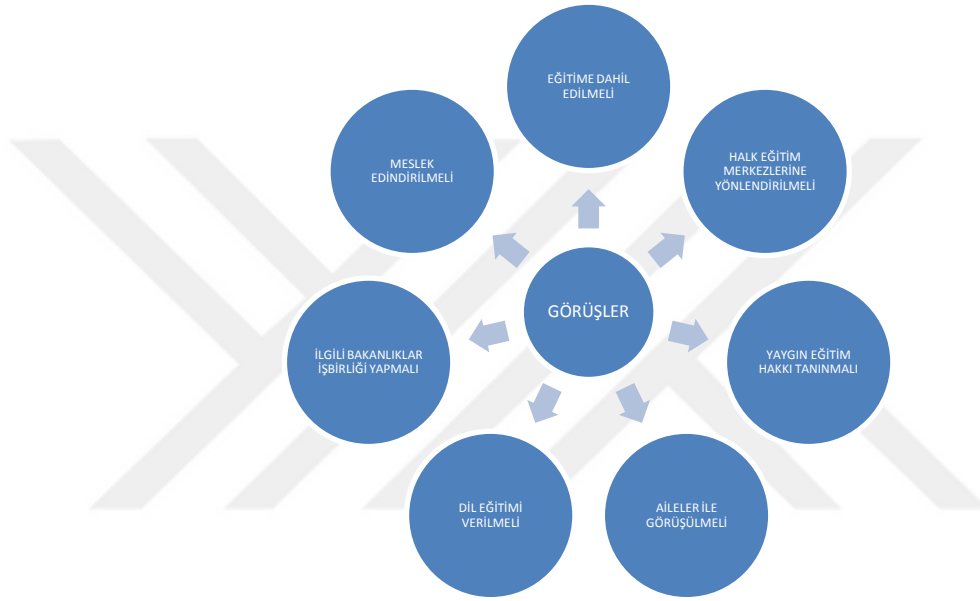 EĞİTİME DAHİL
EDİLMELİ
HALK EĞİTİM
MERKEZLERİNE
YÖNLENDİRİLMELİ
YAYGIN EĞİTİM
HAKKI TANINMALI
AİLELER İLE
GÖRÜŞÜLMELİ
DİL EĞİTİMİ
VERİLMELİ
İLGİLİ BAKANLIKLAR
İŞBİRLİĞİ YAPMALI
MESLEK
EDİNDİRİLMELİ
GÖRÜŞLER